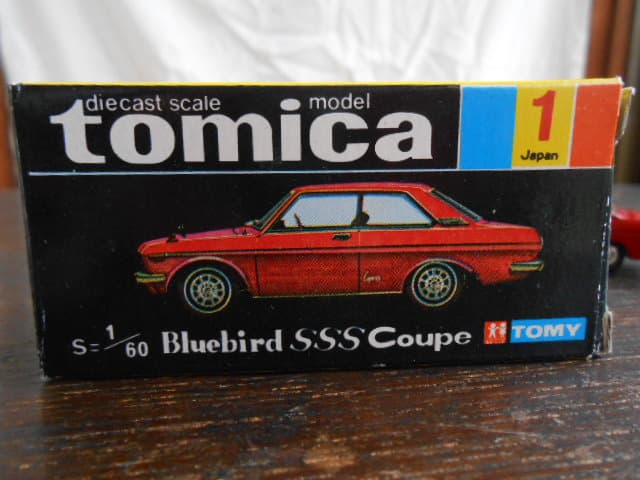 diecast scale model
tomica
1
Japan
S=1/60 Bluebird SSS Coupe TOMY